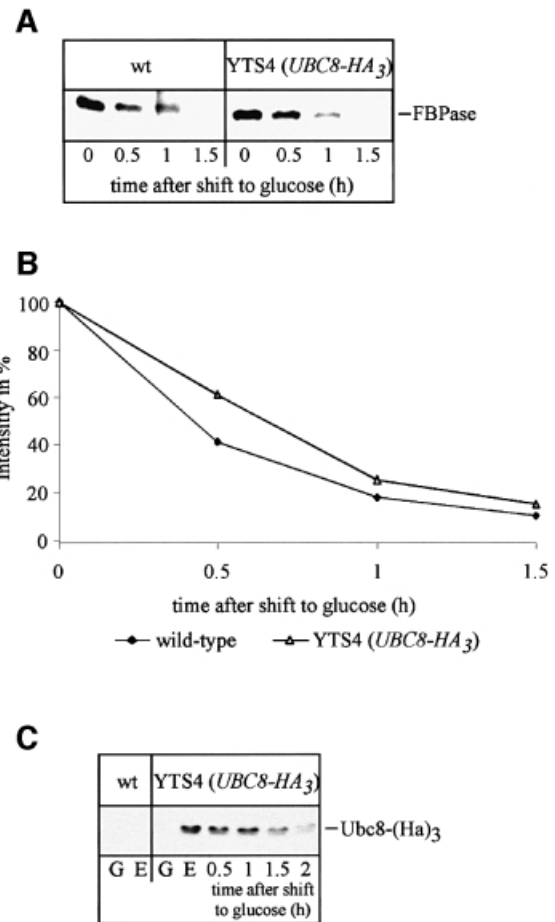 A
wt YTS4 (UBC8-HA3)
FBPase
0 0.5 1 1.5 0 0.5 1 1.5
time after shift to glucose (h)
B
100
80
60
40
20
0
Intensitiy in %
0 0.5 1 1.5
time after shift to glucose (h)
wild-type YTS4 (UBC8-HA3)
C
wt YTS4 (UBC8-HA3)
Ubc8-(Ha)3
G E G E 0.5 1 1.5 2
time after shift
to glucose (h)